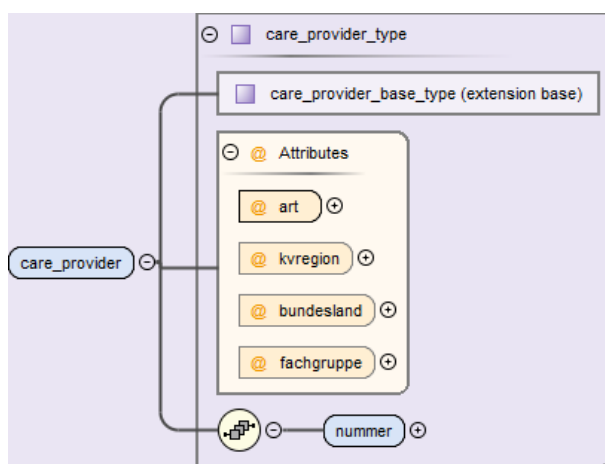 care_provider_type
care_provider_base_type (extension base)
@ Attributes
@ art
@ kvregion
care_provider
@ bundesland
@ fachgruppe
nummer